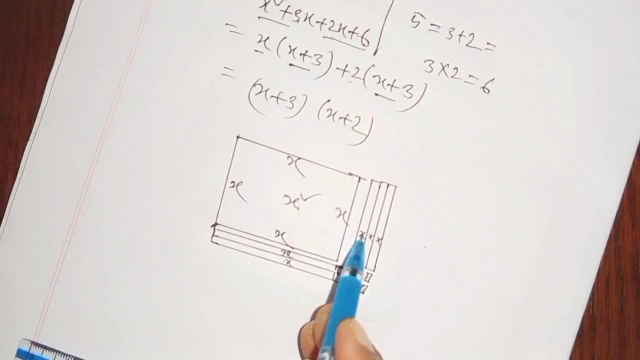 x² + 3x + 2x + 6
= x(x+3) + 2(x+3)
= (x+3) (x+2)
5 = 3+2 =
3×2 = 6
x
x x² x
x
x
x
x x x